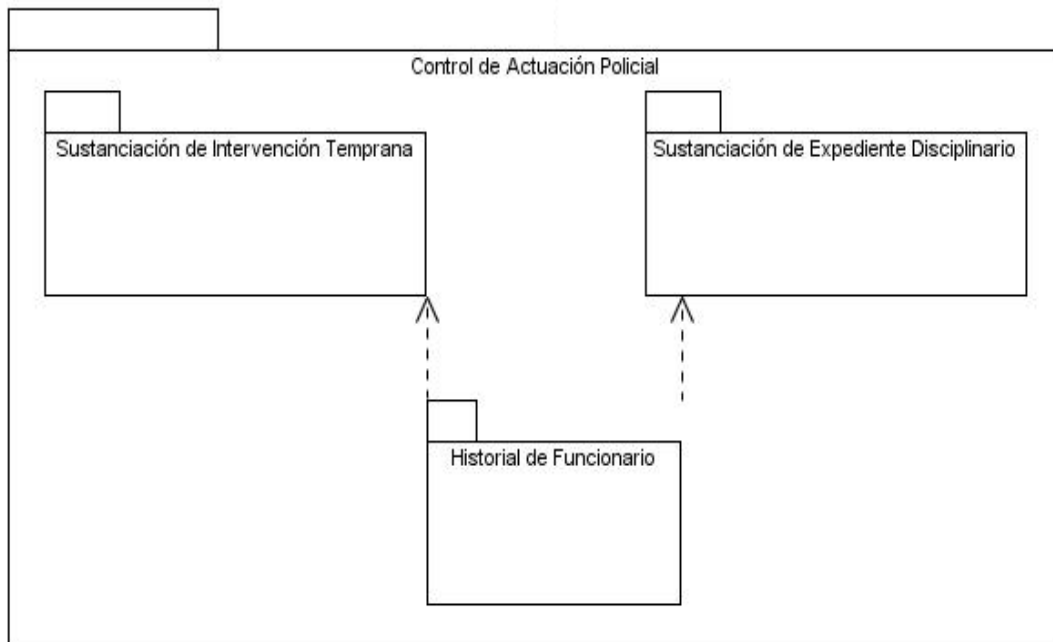 Control de Actuación Policial
Sustanciación de Intervención Temprana
Sustanciación de Expediente Disciplinario
Historial de Funcionario